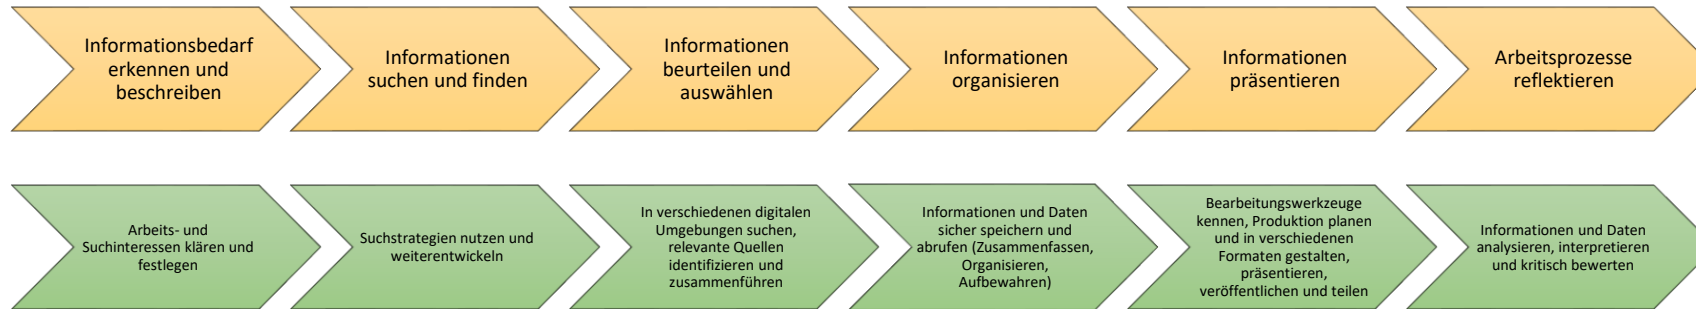 Informationsbedarf
erkennen und
beschreiben
Informationen
suchen und finden
Informationen
beurteilen und
auswählen
Informationen
organisieren
Informationen
präsentieren
Arbeitsprozesse
reflektieren
Arbeits- und
Suchinteressen klären und
festlegen
Suchstrategien nutzen und
weiterentwickeln
In verschiedenen digitalen
Umgebungen suchen,
relevante Quellen
identifizieren und
zusammenführen
Informationen und Daten
sicher speichern und
abrufen (Zusammenfassen,
Organisieren,
Aufbewahren)
Bearbeitungswerkzeuge
kennen, Produktion planen
und in verschiedenen
Formaten gestalten,
präsentieren,
veröffentlichen und teilen
Informationen und Daten
analysieren, interpretieren
und kritisch bewerten